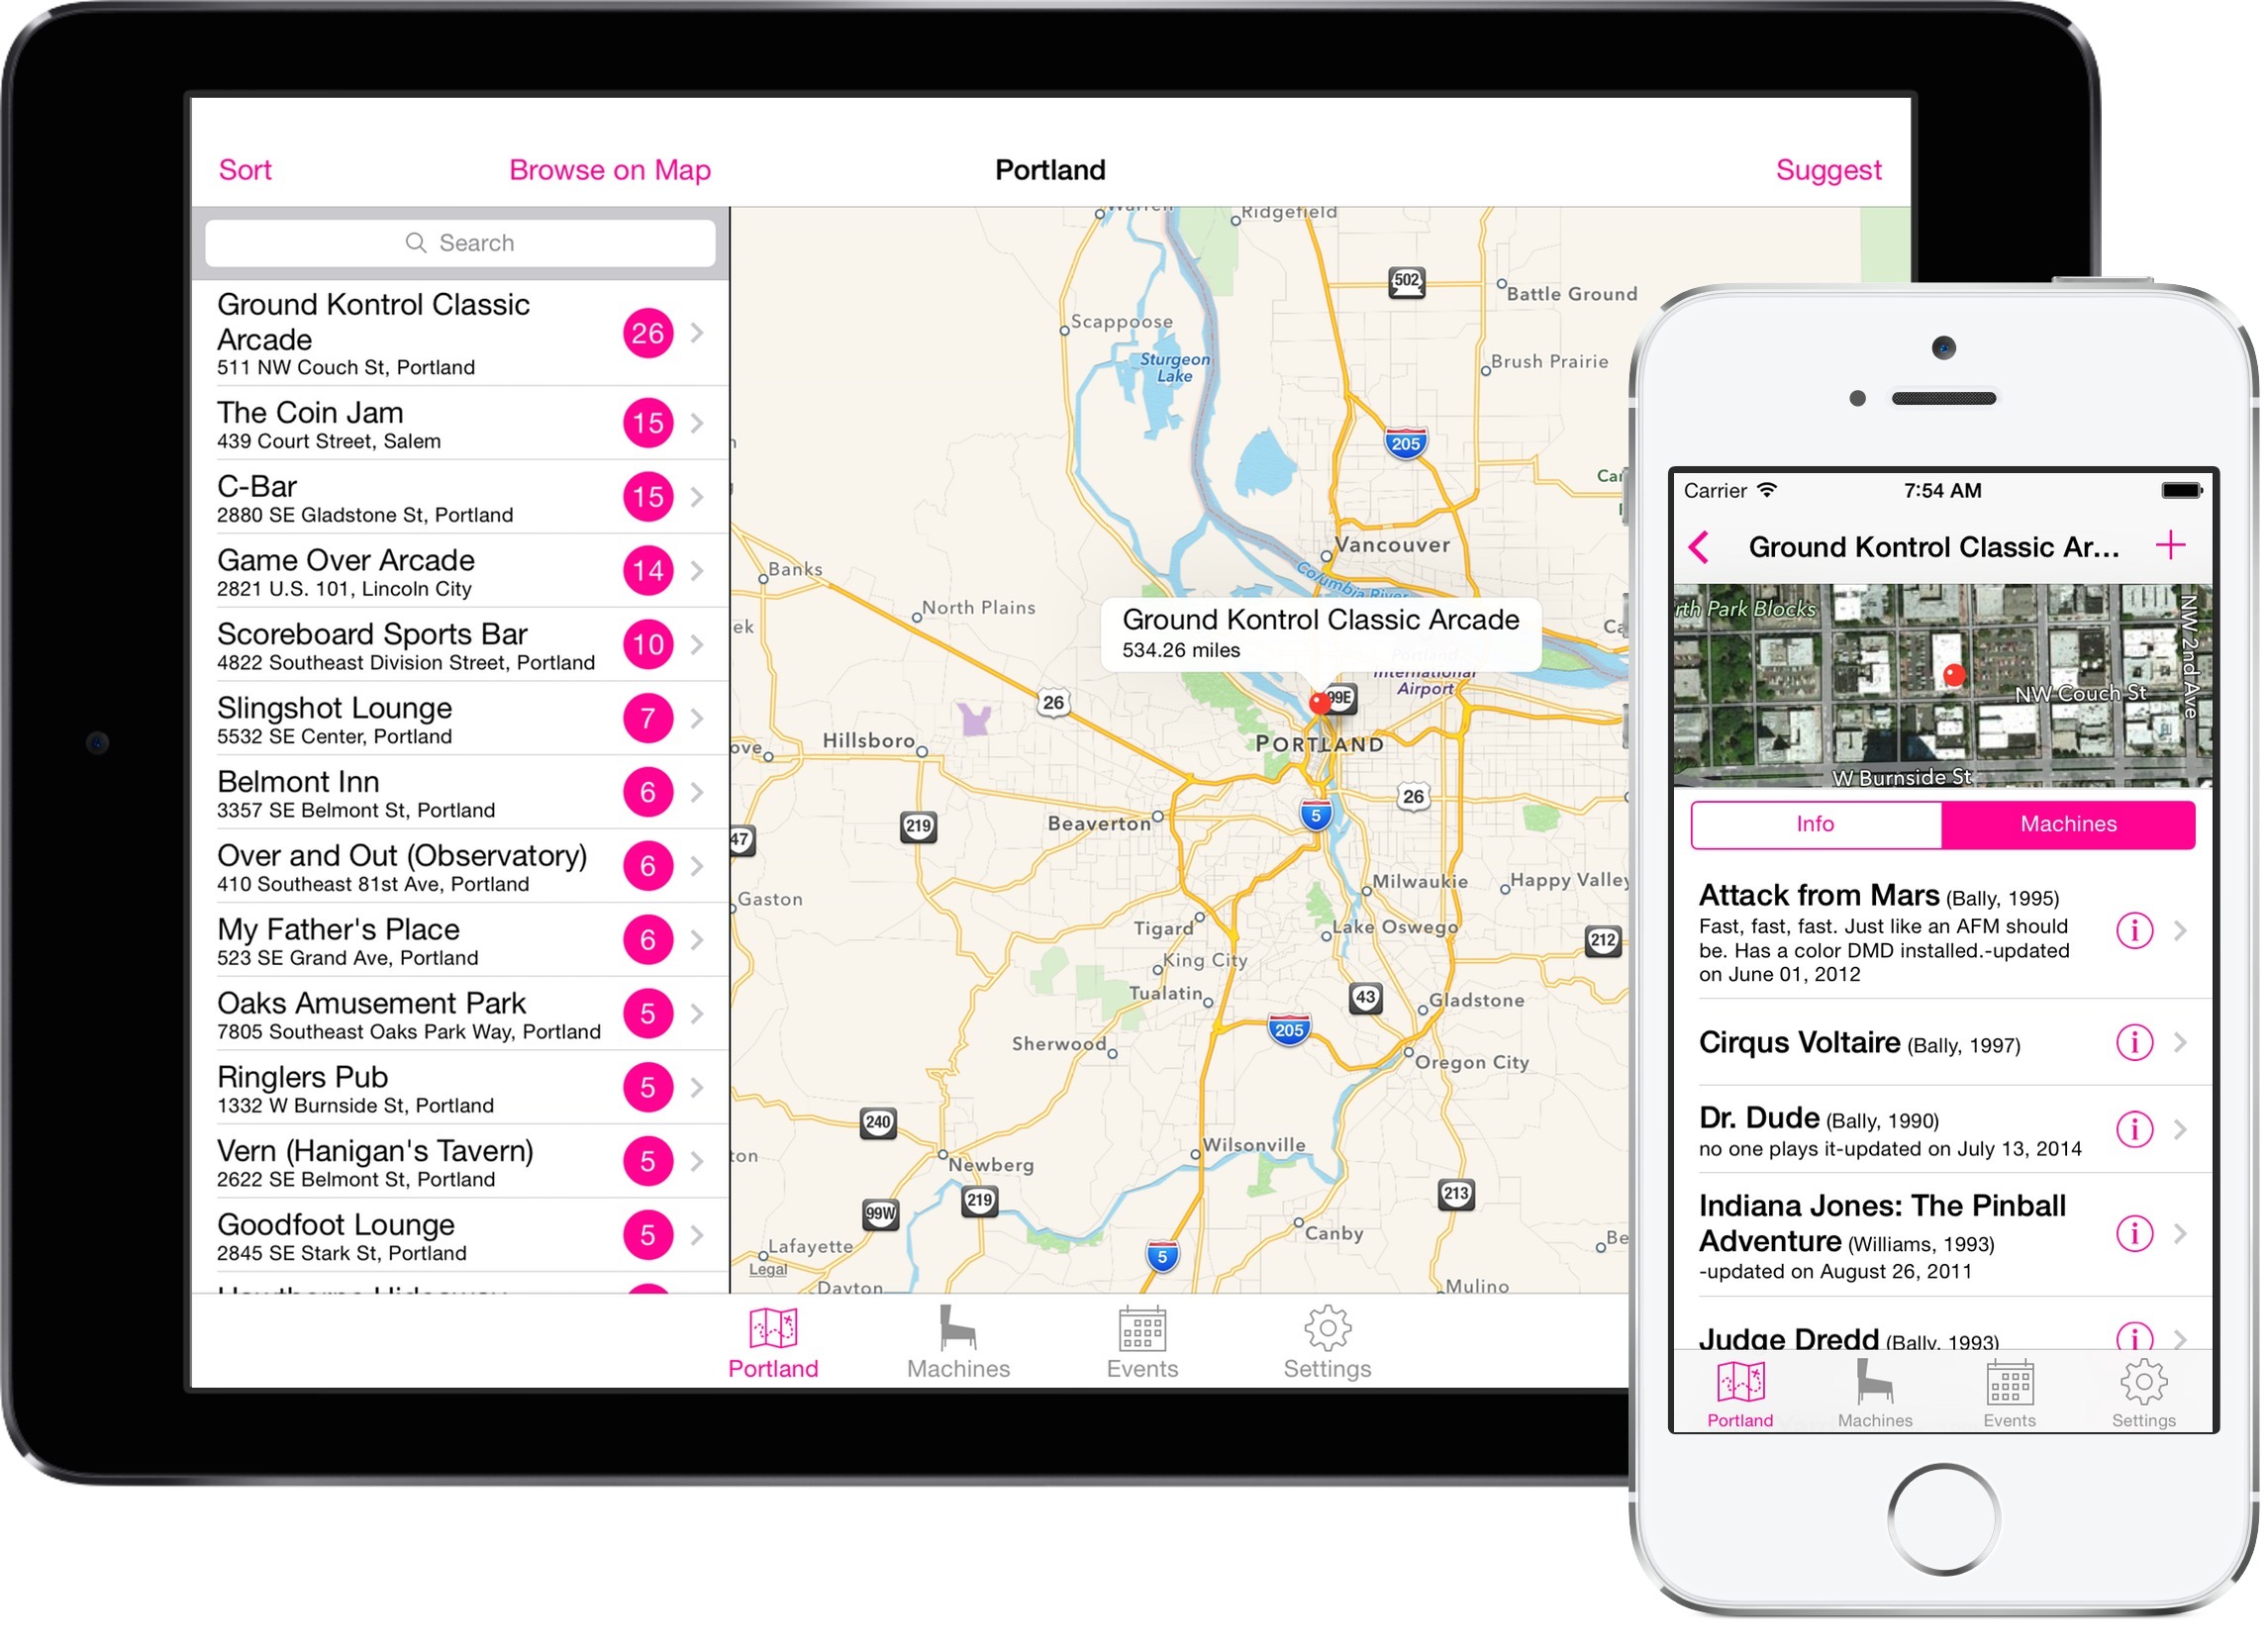 Sort
Browse on Map
Portland
Suggest
Search
Ground Kontrol Classic
Arcade
511 NW Couch St, Portland
26
The Coin Jam
439 Court Street, Salem
15
C-Bar
2880 SE Gladstone St, Portland
15
Game Over Arcade
2821 U.S. 101, Lincoln City
14
Scoreboard Sports Bar
4822 Southeast Division Street, Portland
10
Slingshot Lounge
5532 SE Center, Portland
7
Belmont Inn
3357 SE Belmont St, Portland
6
Over and Out (Observatory)
410 Southeast 81st Ave, Portland
6
My Father's Place
523 SE Grand Ave, Portland
6
Oaks Amusement Park
7805 Southeast Oaks Park Way, Portland
5
Ringlers Pub
1332 W Burnside St, Portland
5
Vern (Hanigan's Tavern)
2622 SE Belmont St, Portland
5
Goodfoot Lounge
2845 SE Stark St, Portland
5
Warren
Ridgefield
502
Battle Ground
Scappoose
Sturgeon
Lake
Brush Prairie
205
Vancouver
Columbia River
Banks
North Plains
Ground Kontrol Classic Arcade
534.26 miles
International
Airport
26
99E
Hillsboro
PORTLAND
26
5
219
Beaverton
47
Gaston
Milwaukie
Happy Valley
Tigard
Lake Oswego
212
King City
Tualatin
43
Gladstone
205
Sherwood
Oregon City
240
Wilsonville
Newberg
219
213
99W
Canby
Lafayette
5
Legal
Dayton
Mulino
Portland
Machines
Events
Settings
Carrier
7:54 AM
Ground Kontrol Classic Ar...
rth Park Blocks
NW 2nd Ave
NW Couch St
W Burnside St
Info
Machines
Attack from Mars (Bally, 1995)
Fast, fast, fast. Just like an AFM should
be. Has a color DMD installed.-updated
on June 01, 2012
Cirqus Voltaire (Bally, 1997)
Dr. Dude (Bally, 1990)
no one plays it-updated on July 13, 2014
Indiana Jones: The Pinball
Adventure (Williams, 1993)
-updated on August 26, 2011
Judge Dredd (Bally, 1993)
Portland
Machines
Events
Settings